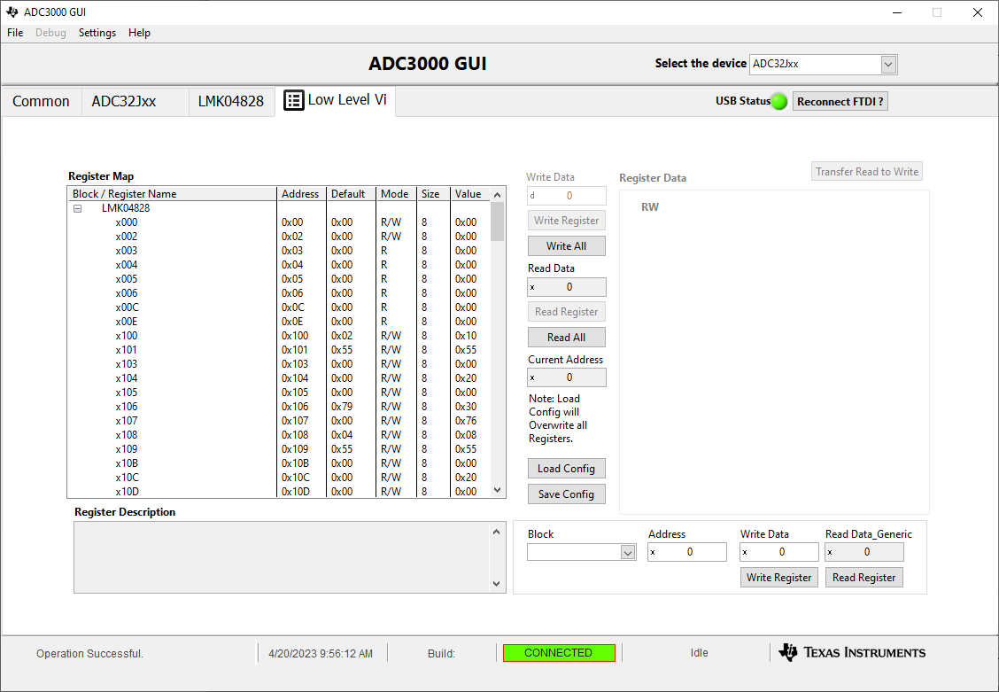 ADC3000 GUI
File Debug Settings Help
ADC3000 GUI
Select the device ADC32Jxx
Common ADC32Jxx LMK04828 Low Level Vi
USB Status Reconnect FTDI ?
Register Map
Block / Register Name Address Default Mode Size Value
LMK04828
x000 0x00 0x00 R/W 8 0x00
x002 0x02 0x00 R/W 8 0x00
x003 0x03 0x00 R 8 0x00
x004 0x04 0x00 R 8 0x00
x005 0x05 0x00 R 8 0x00
x006 0x06 0x00 R 8 0x00
x00C 0x0C 0x00 R 8 0x00
x00E 0x0E 0x00 R 8 0x00
x100 0x100 0x02 R/W 8 0x10
x101 0x101 0x55 R/W 8 0x55
x103 0x103 0x00 R/W 8 0x00
x104 0x104 0x00 R/W 8 0x20
x105 0x105 0x00 R/W 8 0x00
x106 0x106 0x79 R/W 8 0x30
x107 0x107 0x00 R/W 8 0x76
x108 0x108 0x04 R/W 8 0x08
x109 0x109 0x55 R/W 8 0x55
x10B 0x10B 0x00 R/W 8 0x00
x10C 0x10C 0x00 R/W 8 0x20
x10D 0x10D 0x00 R/W 8 0x00
Write Data
d 0
Write Register
Write All
Read Data
x 0
Read Register
Read All
Current Address
x 0
Note: Load
Config will
Overwrite all
Registers.
Load Config
Save Config
Register Data
Transfer Read to Write
RW
Register Description
Block Address Write Data Read Data_Generic
x 0 x 0 x 0
Write Register Read Register
Operation Successful. 4/20/2023 9:56:12 AM Build: CONNECTED Idle TEXAS INSTRUMENTS